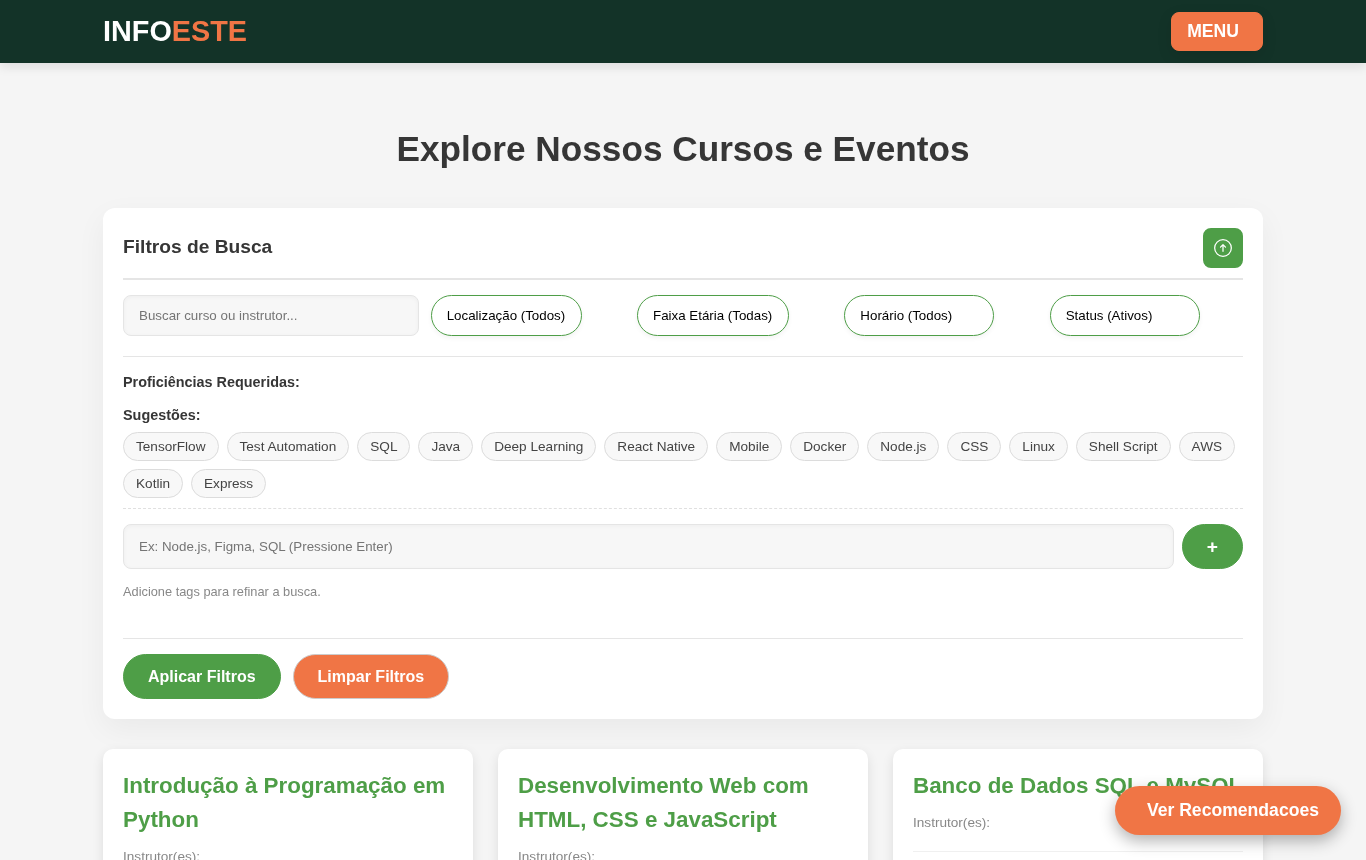 INFOESTE
MENU
Explore Nossos Cursos e Eventos
Filtros de Busca
Buscar curso ou instrutor...
Localização (Todos)
Faixa Etária (Todas)
Horário (Todos)
Status (Ativos)
Proficiências Requeridas:
Sugestões:
TensorFlow
Test Automation
SQL
Java
Deep Learning
React Native
Mobile
Docker
Node.js
CSS
Linux
Shell Script
AWS
Kotlin
Express
Ex: Node.js, Figma, SQL (Pressione Enter)
+
Adicione tags para refinar a busca.
Aplicar Filtros
Limpar Filtros
Introdução à Programação em
Python
Instrutor(es):
Desenvolvimento Web com
HTML, CSS e JavaScript
Instrutor(es):
Banco de Dados SQL e MySQL
Instrutor(es):
Ver Recomendacoes